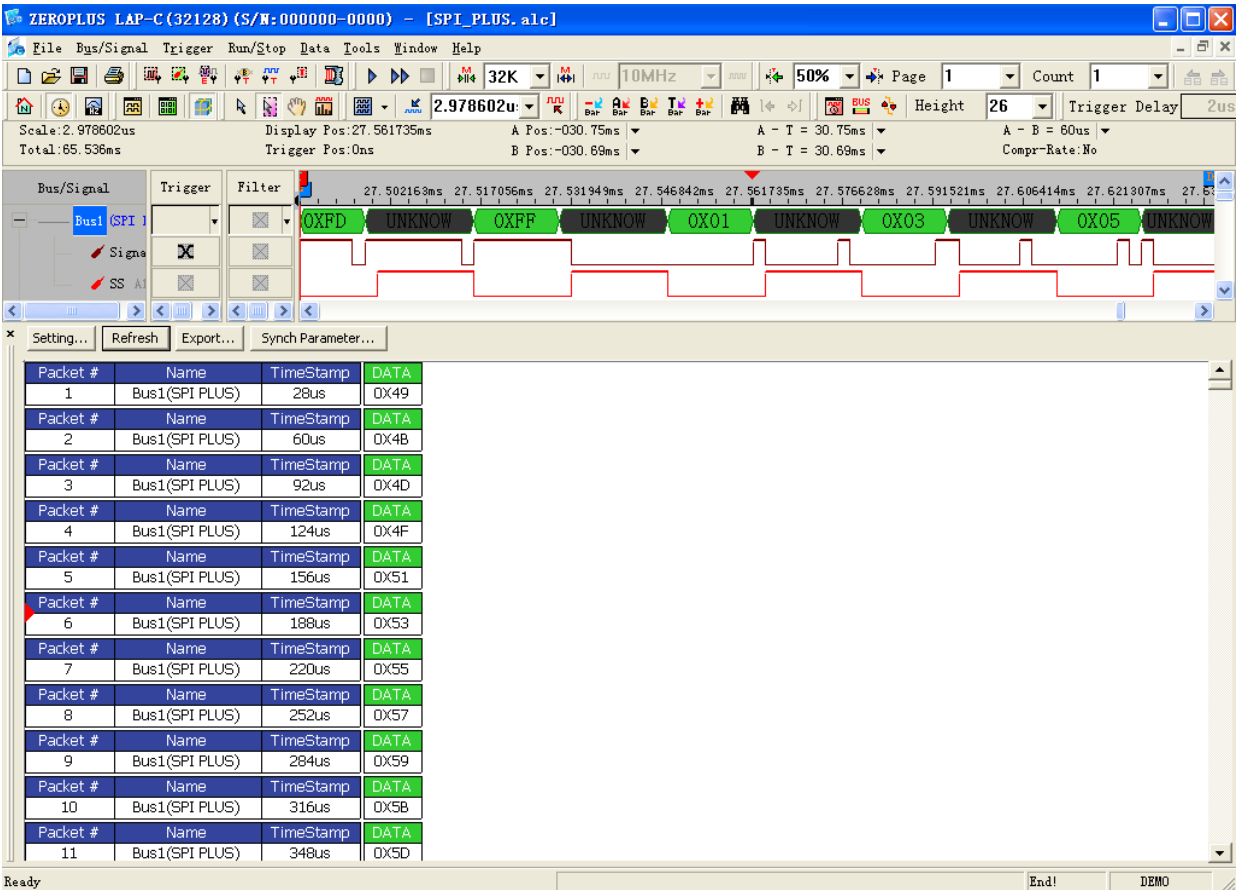 ZEROPLUS LAP-C(32128)(S/N:000000-0000) - [SPI_PLUS.alc]
File Bus/Signal Trigger Run/Stop Data Tools Window Help
32K 10MHz 50% Page 1 Count 1
2.978602u: Bar Bar Bar Bar Bar BUS Height 26 Trigger Delay 2us
Scale:2.978602us Display Pos:27.561735ms A Pos:-030.75ms A - T = 30.75ms A - B = 60us
Total:65.536ms Trigger Pos:0ns B Pos:-030.69ms B - T = 30.69ms Compr-Rate:No
Bus/Signal Trigger Filter 27.502163ms 27.517056ms 27.531949ms 27.546842ms 27.561735ms 27.576628ms 27.591521ms 27.606414ms 27.621307ms
Bus1 (SPI 0XFD UNKNOW 0XFF UNKNOW 0X01 UNKNOW 0X03 UNKNOW 0X05 UNKNOW
Signa
SS A1
Setting... Refresh Export... Synch Parameter...
Packet # Name TimeStamp DATA
1 Bus1(SPI PLUS) 28us 0X49
Packet # Name TimeStamp DATA
2 Bus1(SPI PLUS) 60us 0X4B
Packet # Name TimeStamp DATA
3 Bus1(SPI PLUS) 92us 0X4D
Packet # Name TimeStamp DATA
4 Bus1(SPI PLUS) 124us 0X4F
Packet # Name TimeStamp DATA
5 Bus1(SPI PLUS) 156us 0X51
Packet # Name TimeStamp DATA
6 Bus1(SPI PLUS) 188us 0X53
Packet # Name TimeStamp DATA
7 Bus1(SPI PLUS) 220us 0X55
Packet # Name TimeStamp DATA
8 Bus1(SPI PLUS) 252us 0X57
Packet # Name TimeStamp DATA
9 Bus1(SPI PLUS) 284us 0X59
Packet # Name TimeStamp DATA
10 Bus1(SPI PLUS) 316us 0X5B
Packet # Name TimeStamp DATA
11 Bus1(SPI PLUS) 348us 0X5D
Ready End! DEMO